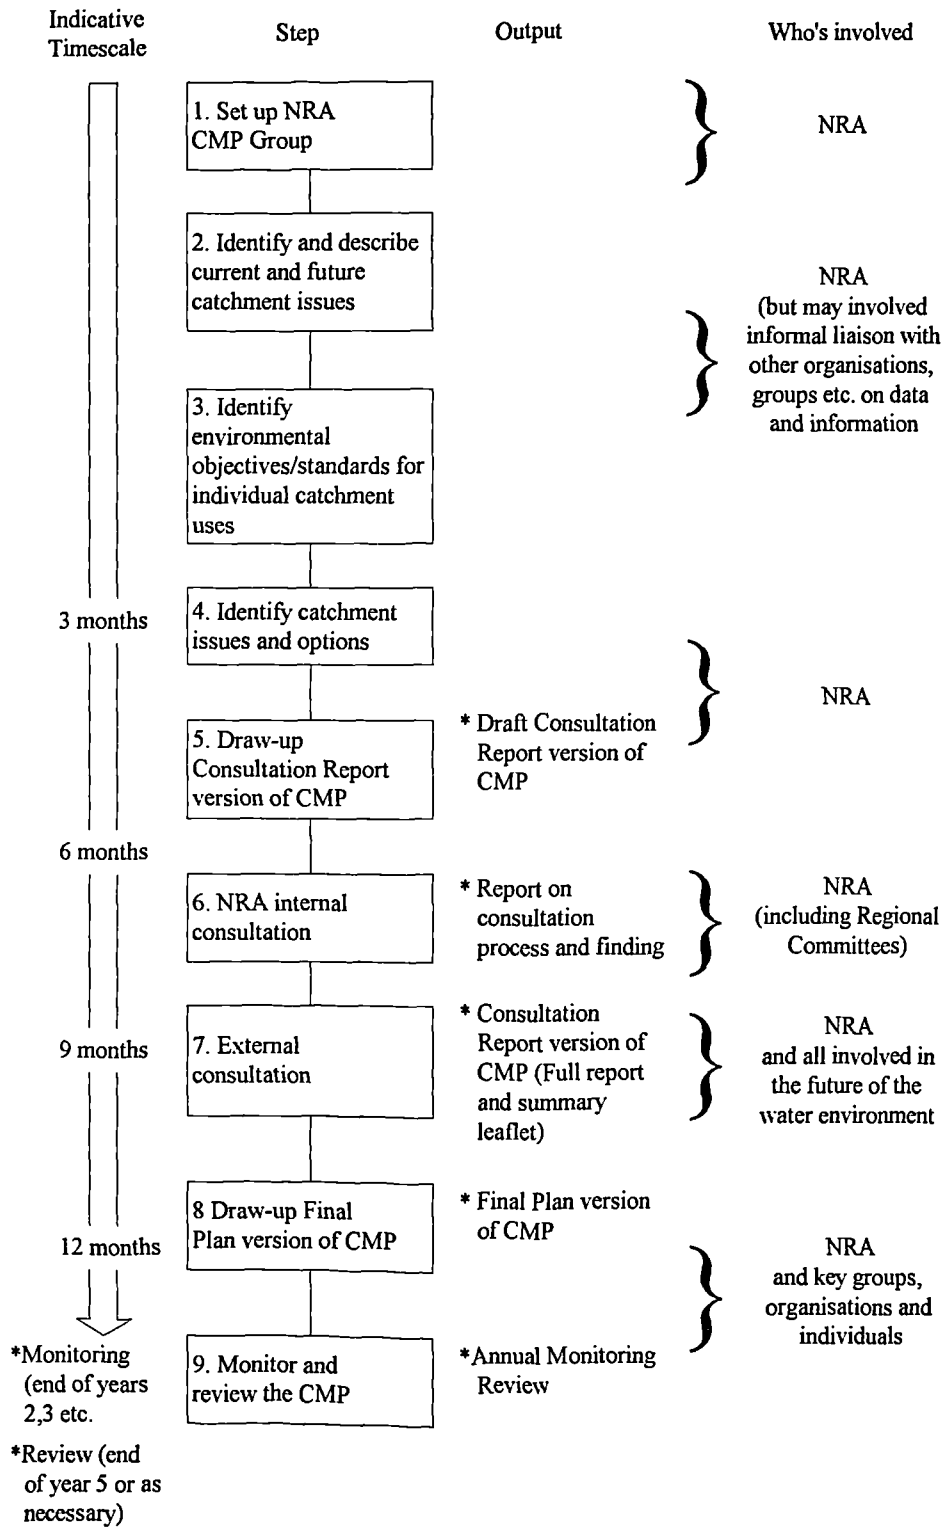 Indicative
Timescale
Step
Output
Who's involved
1. Set up NRA
CMP Group
NRA
2. Identify and describe
current and future
catchment issues
NRA
(but may involved
informal liaison with
other organisations,
groups etc. on data
and information
3. Identify
environmental
objectives/standards for
individual catchment
uses
3 months
4. Identify catchment
issues and options
NRA
5. Draw-up
Consultation Report
version of CMP
* Draft Consultation
Report version of
CMP
6 months
6. NRA internal
consultation
* Report on
consultation
process and finding
NRA
(including Regional
Committees)
9 months
7. External
consultation
* Consultation
Report version of
CMP (Full report
and summary
leaflet)
NRA
and all involved in
the future of the
water environment
12 months
8 Draw-up Final
Plan version of CMP
* Final Plan version
of CMP
NRA
and key groups,
organisations and
individuals
9. Monitor and
review the CMP
*Annual Monitoring
Review
*Monitoring
(end of years
2,3 etc.
*Review (end
of year 5 or as
necessary)